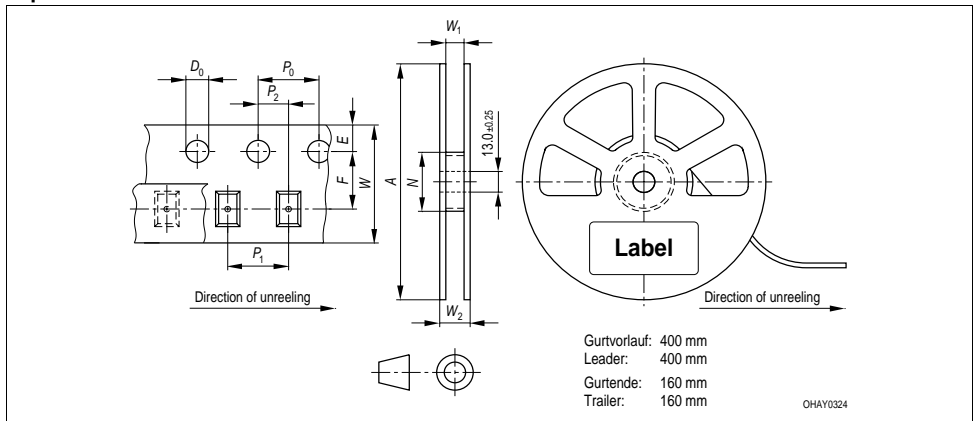 W1
D0
P0
P2
E
F
W
A
N
13.0 ±0.25
Label
P1
Direction of unreeling
W2
Direction of unreeling
Gurtvorlauf: 400 mm
Leader: 400 mm
Gurtende: 160 mm
Trailer: 160 mm
OHAY0324